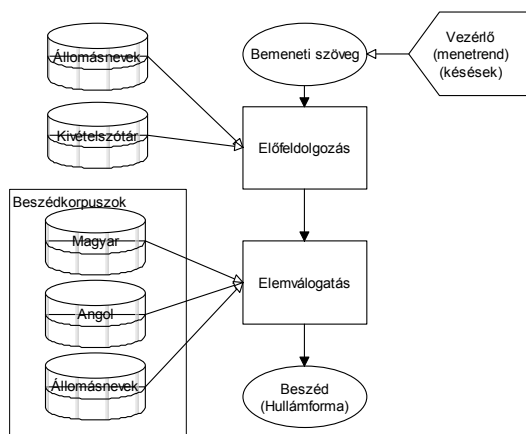 Állomásnevek
Kivételszótár
Bemeneti szöveg
Vezérlő
(menetrend)
(késések)
Előfeldolgozás
Beszédkorpuszok
Magyar
Angol
Állomásnevek
Elemválogatás
Beszéd
(Hullámforma)